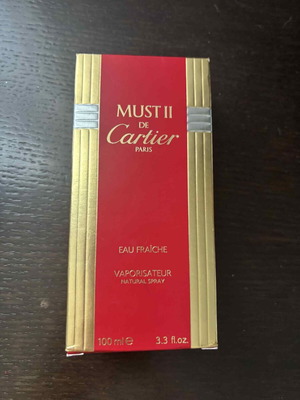 MUST II
DE
Cartier
PARIS
EAU FRAÎCHE
VAPORISATEUR
NATURAL SPRAY
100 ml ℮ 3.3 fl.oz.